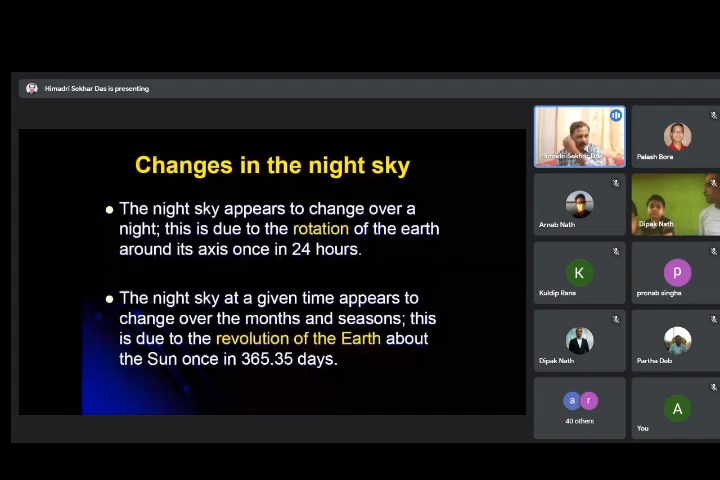 Himadri Sekhar Das is presenting
Changes in the night sky
• The night sky appears to change over a
night; this is due to the rotation of the earth
around its axis once in 24 hours.
• The night sky at a given time appears to
change over the months and seasons; this
is due to the revolution of the Earth about
the Sun once in 365.35 days.
Himadri Sekhar Das
Palash Bora
Arnab Nath
Dipak Nath
K
Kuldip Rana
p
pronab singha
Dipak Nath
Partha Deb
a r
40 others
A
You